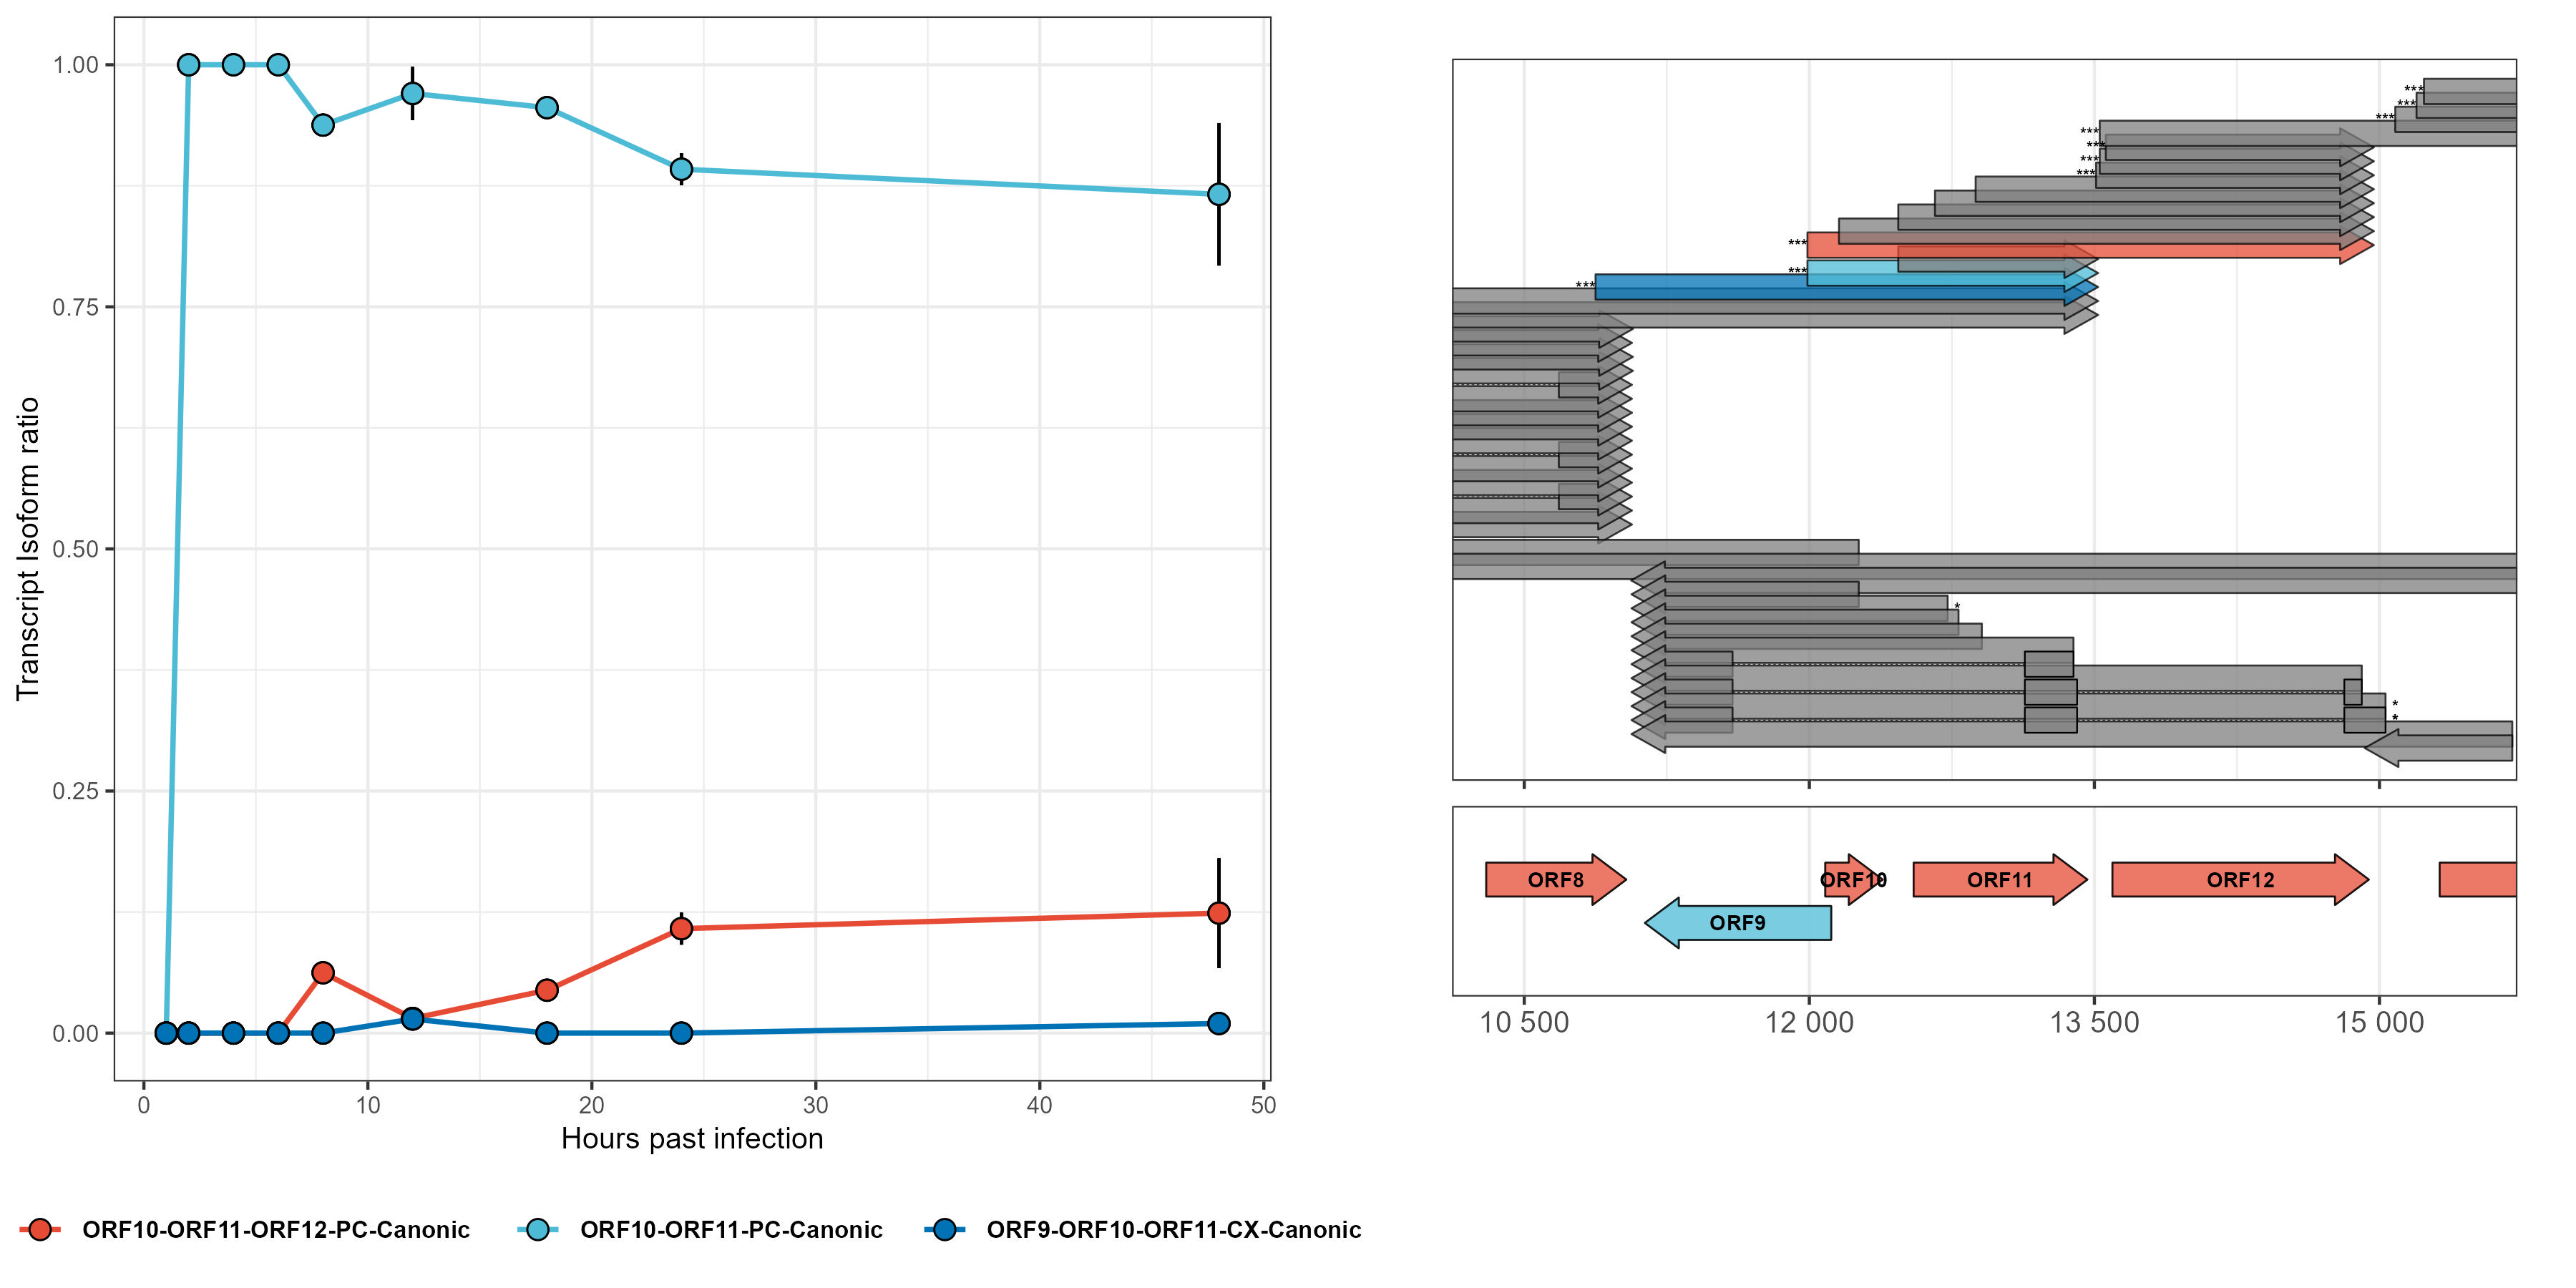 Transcript Isoform ratio
1.00
0.75
0.50
0.25
0.00
0 10 20 30 40 50
Hours past infection
ORF10-ORF11-ORF12-PC-Canonic ORF10-ORF11-PC-Canonic ORF9-ORF10-ORF11-CX-Canonic
***
***
***
***
***
***
***
***
***
***
*
*
*
ORF8 ORF10 ORF11 ORF12
ORF9
10 500 12 000 13 500 15 000